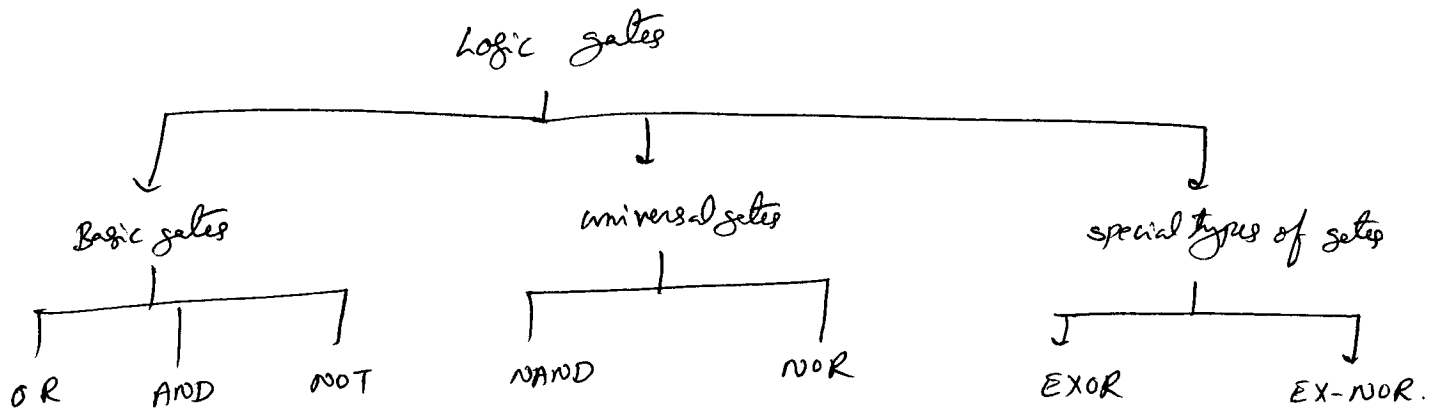 Logic gates
Basic gates universal gates special types of gates
OR AND NOT NAND NOR EXOR EX-NOR.